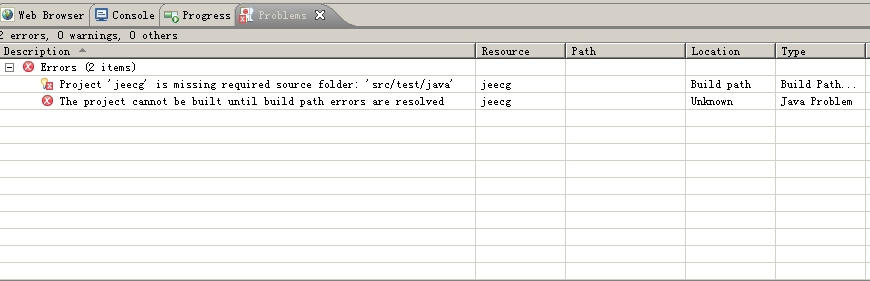 Web Browser Console Progress Problems
2 errors, 0 warnings, 0 others
Description Resource Path Location Type
Errors (2 items)
Project 'jeecg' is missing required source folder: 'src/test/java' jeecg Build path Build Path...
The project cannot be built until build path errors are resolved jeecg Unknown Java Problem